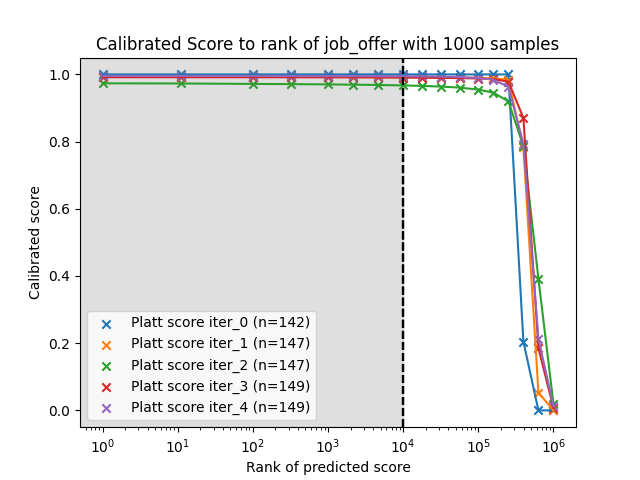 Calibrated Score to rank of job_offer with 1000 samples
Calibrated score
1.0
0.8
0.6
0.4
0.2
0.0
Platt score iter_0 (n=142)
Platt score iter_1 (n=147)
Platt score iter_2 (n=147)
Platt score iter_3 (n=149)
Platt score iter_4 (n=149)
10⁰ 10¹ 10² 10³ 10⁴ 10⁵ 10⁶
Rank of predicted score